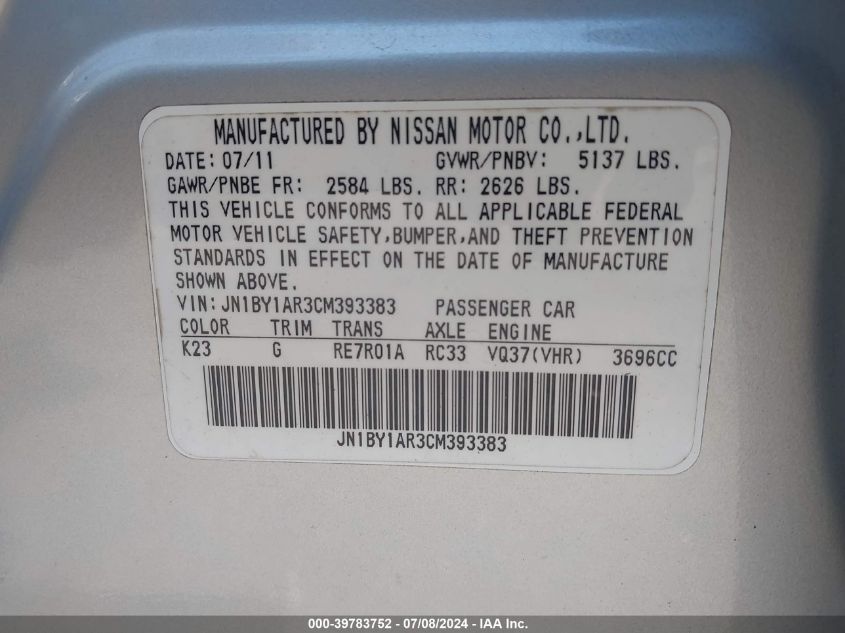 MANUFACTURED BY NISSAN MOTOR CO.,LTD.
DATE: 07/11 GVWR/PNBV: 5137 LBS.
GAWR/PNBE FR: 2584 LBS. RR: 2626 LBS.
THIS VEHICLE CONFORMS TO ALL APPLICABLE FEDERAL
MOTOR VEHICLE SAFETY,BUMPER,AND THEFT PREVENTION
STANDARDS IN EFFECT ON THE DATE OF MANUFACTURE
SHOWN ABOVE.
VIN: JN1BY1AR3CM393383 PASSENGER CAR
COLOR TRIM TRANS AXLE ENGINE
K23 G RE7R01A RC33 VQ37(VHR) 3696CC
JN1BY1AR3CM393383
000-39783752 - 07/08/2024 - IAA Inc.